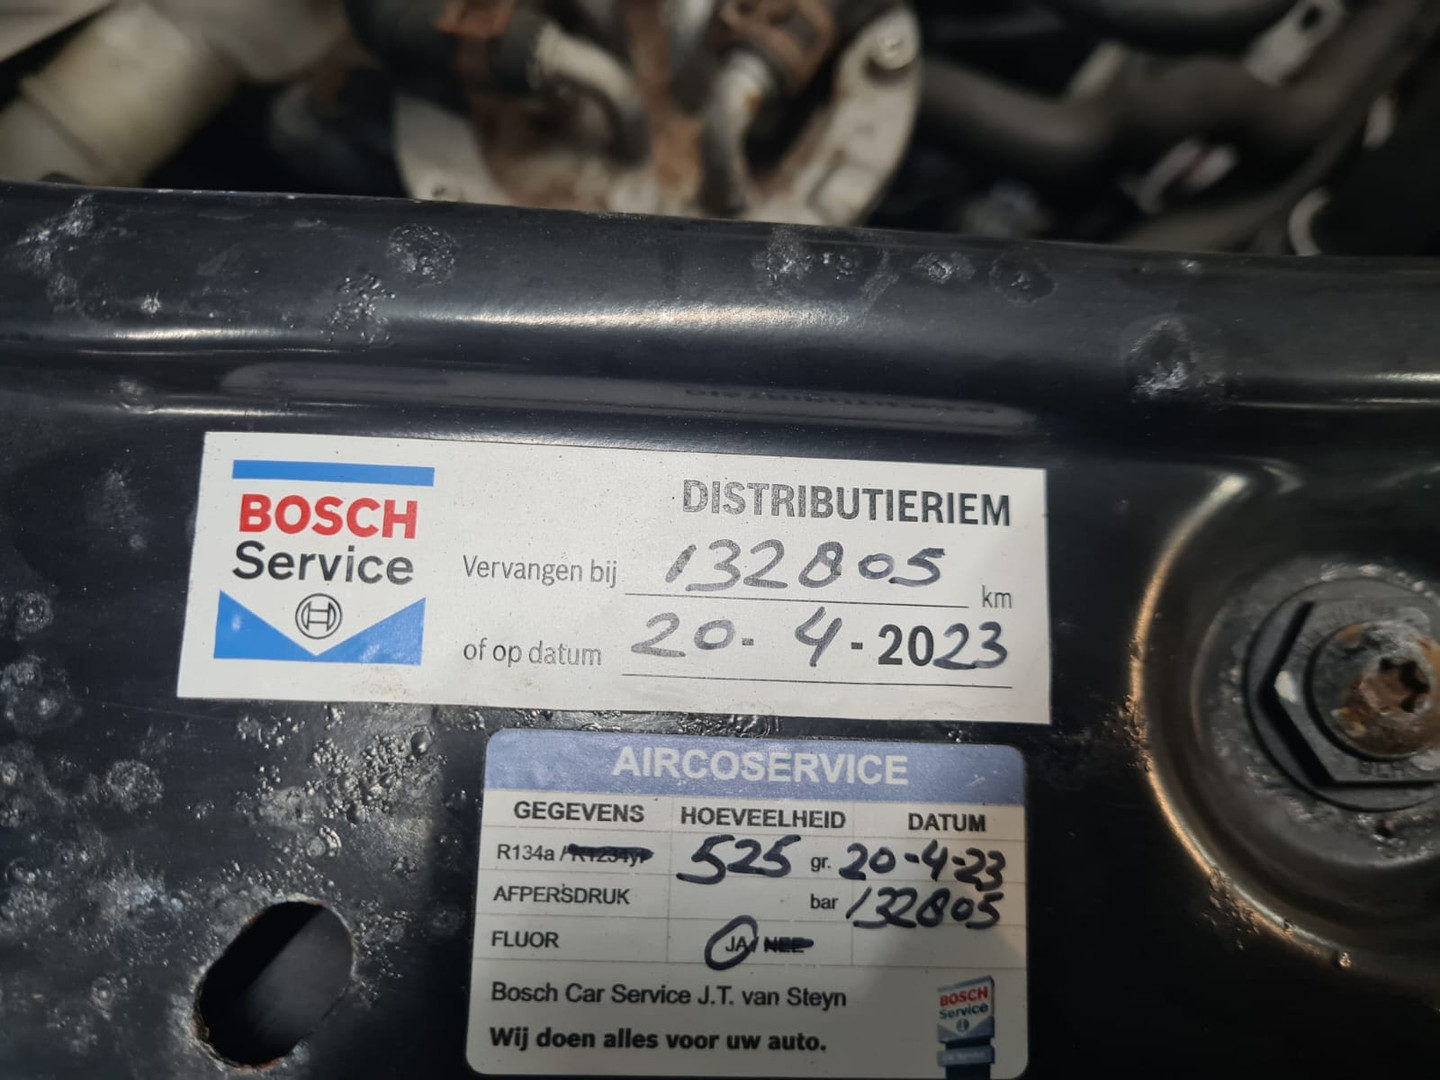 BOSCH
Service
DISTRIBUTIERIEM
Vervangen bij 132805 km
of op datum 20-4-2023
AIRCOSERVICE
GEGEVENS HOEVEELHEID DATUM
R134a / R1234yf 525 gr. 20-4-23
AFPERSDRUK bar 132805
FLUOR JA / NEE
Bosch Car Service J.T. van Steyn
BOSCH
Service
Wij doen alles voor uw auto.